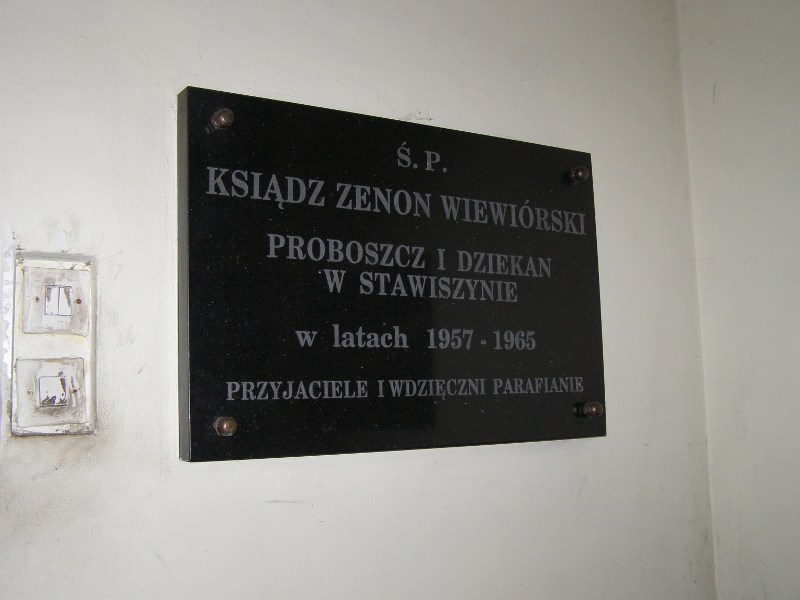 Ś. P.
KSIĄDZ ZENON WIEWIÓRSKI
PROBOSZCZ I DZIEKAN
W STAWISZYNIE
w latach 1957 - 1965
PRZYJACIELE I WDZIĘCZNI PARAFIANIE